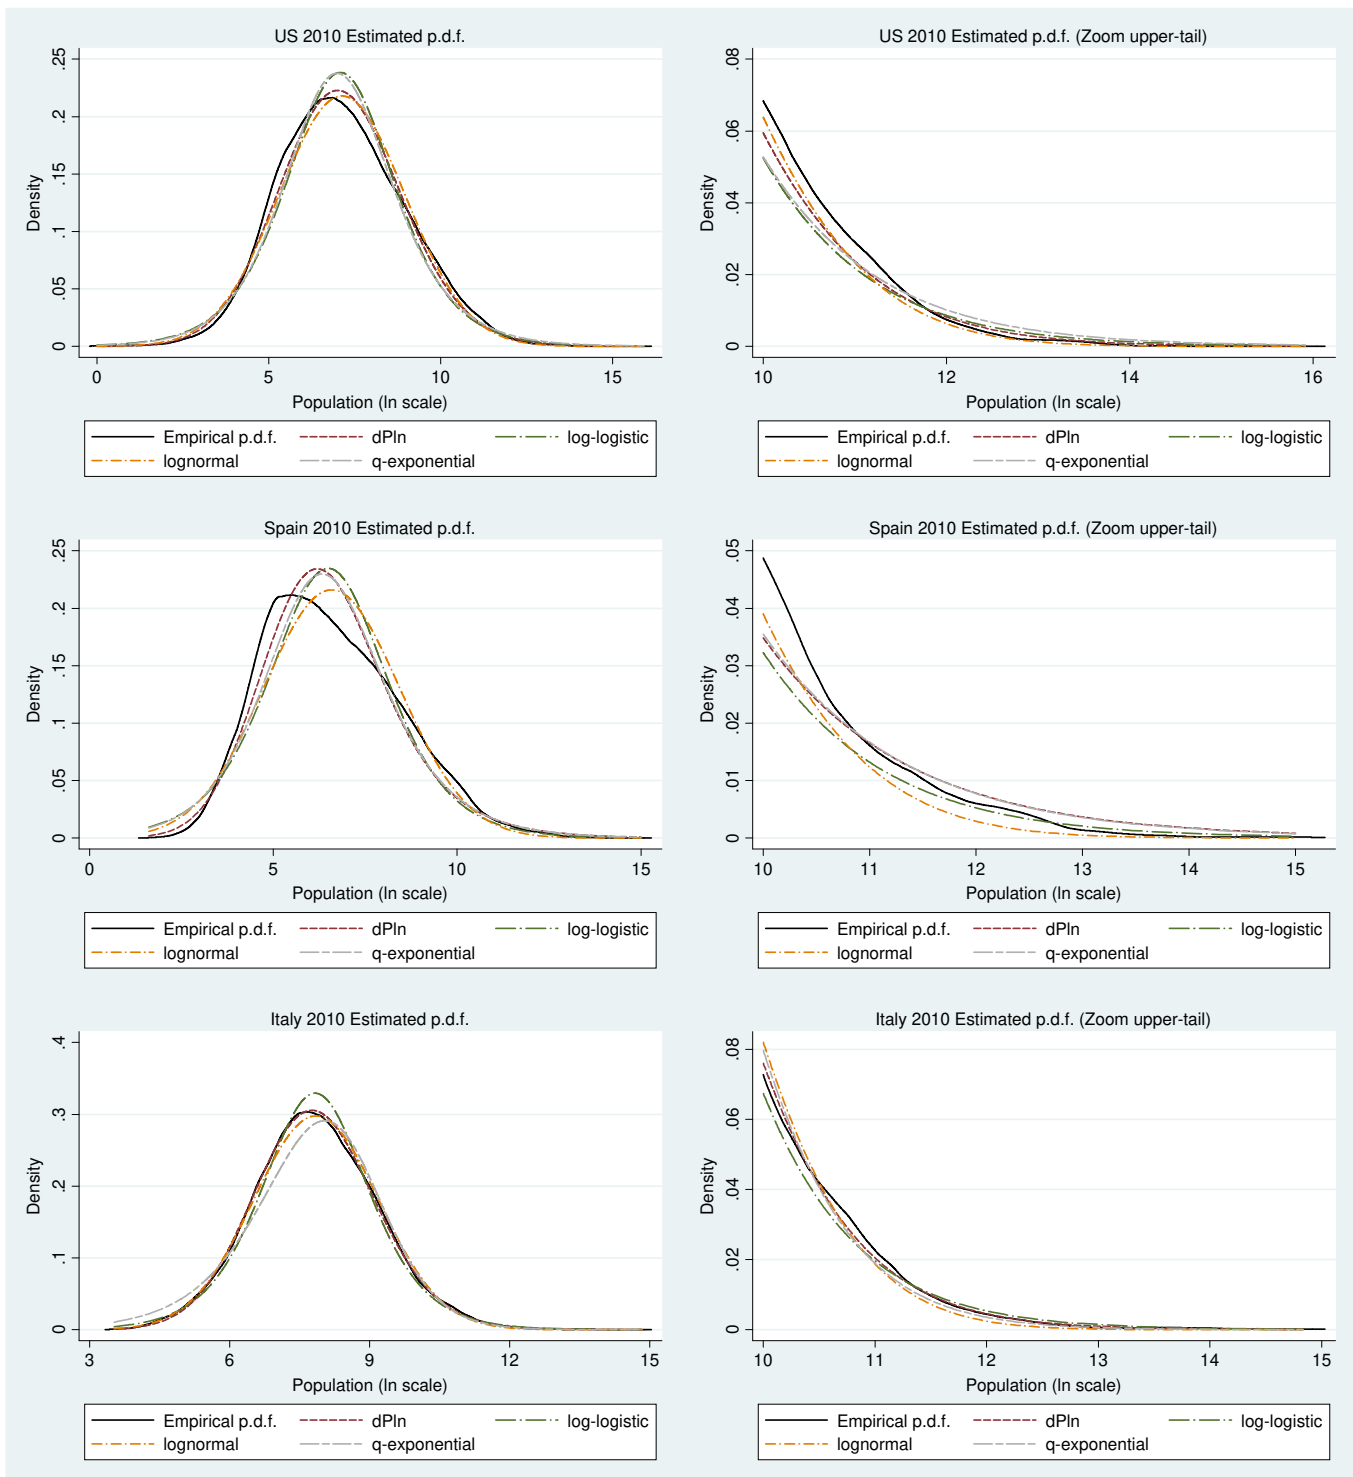 US 2010 Estimated p.d.f.
.25
.2
.15
.1
.05
0
Density
0 5 10 15
Population (ln scale)
Empirical p.d.f. dPln log-logistic
lognormal q-exponential
US 2010 Estimated p.d.f. (Zoom upper-tail)
.08
.06
.04
.02
0
Density
10 12 14 16
Population (ln scale)
Empirical p.d.f. dPln log-logistic
lognormal q-exponential
Spain 2010 Estimated p.d.f.
.25
.2
.15
.1
.05
0
Density
0 5 10 15
Population (ln scale)
Empirical p.d.f. dPln log-logistic
lognormal q-exponential
Spain 2010 Estimated p.d.f. (Zoom upper-tail)
.05
.04
.03
.02
.01
0
Density
10 11 12 13 14 15
Population (ln scale)
Empirical p.d.f. dPln log-logistic
lognormal q-exponential
Italy 2010 Estimated p.d.f.
.4
.3
.2
.1
0
Density
3 6 9 12 15
Population (ln scale)
Empirical p.d.f. dPln log-logistic
lognormal q-exponential
Italy 2010 Estimated p.d.f. (Zoom upper-tail)
.08
.06
.04
.02
0
Density
10 11 12 13 14 15
Population (ln scale)
Empirical p.d.f. dPln log-logistic
lognormal q-exponential